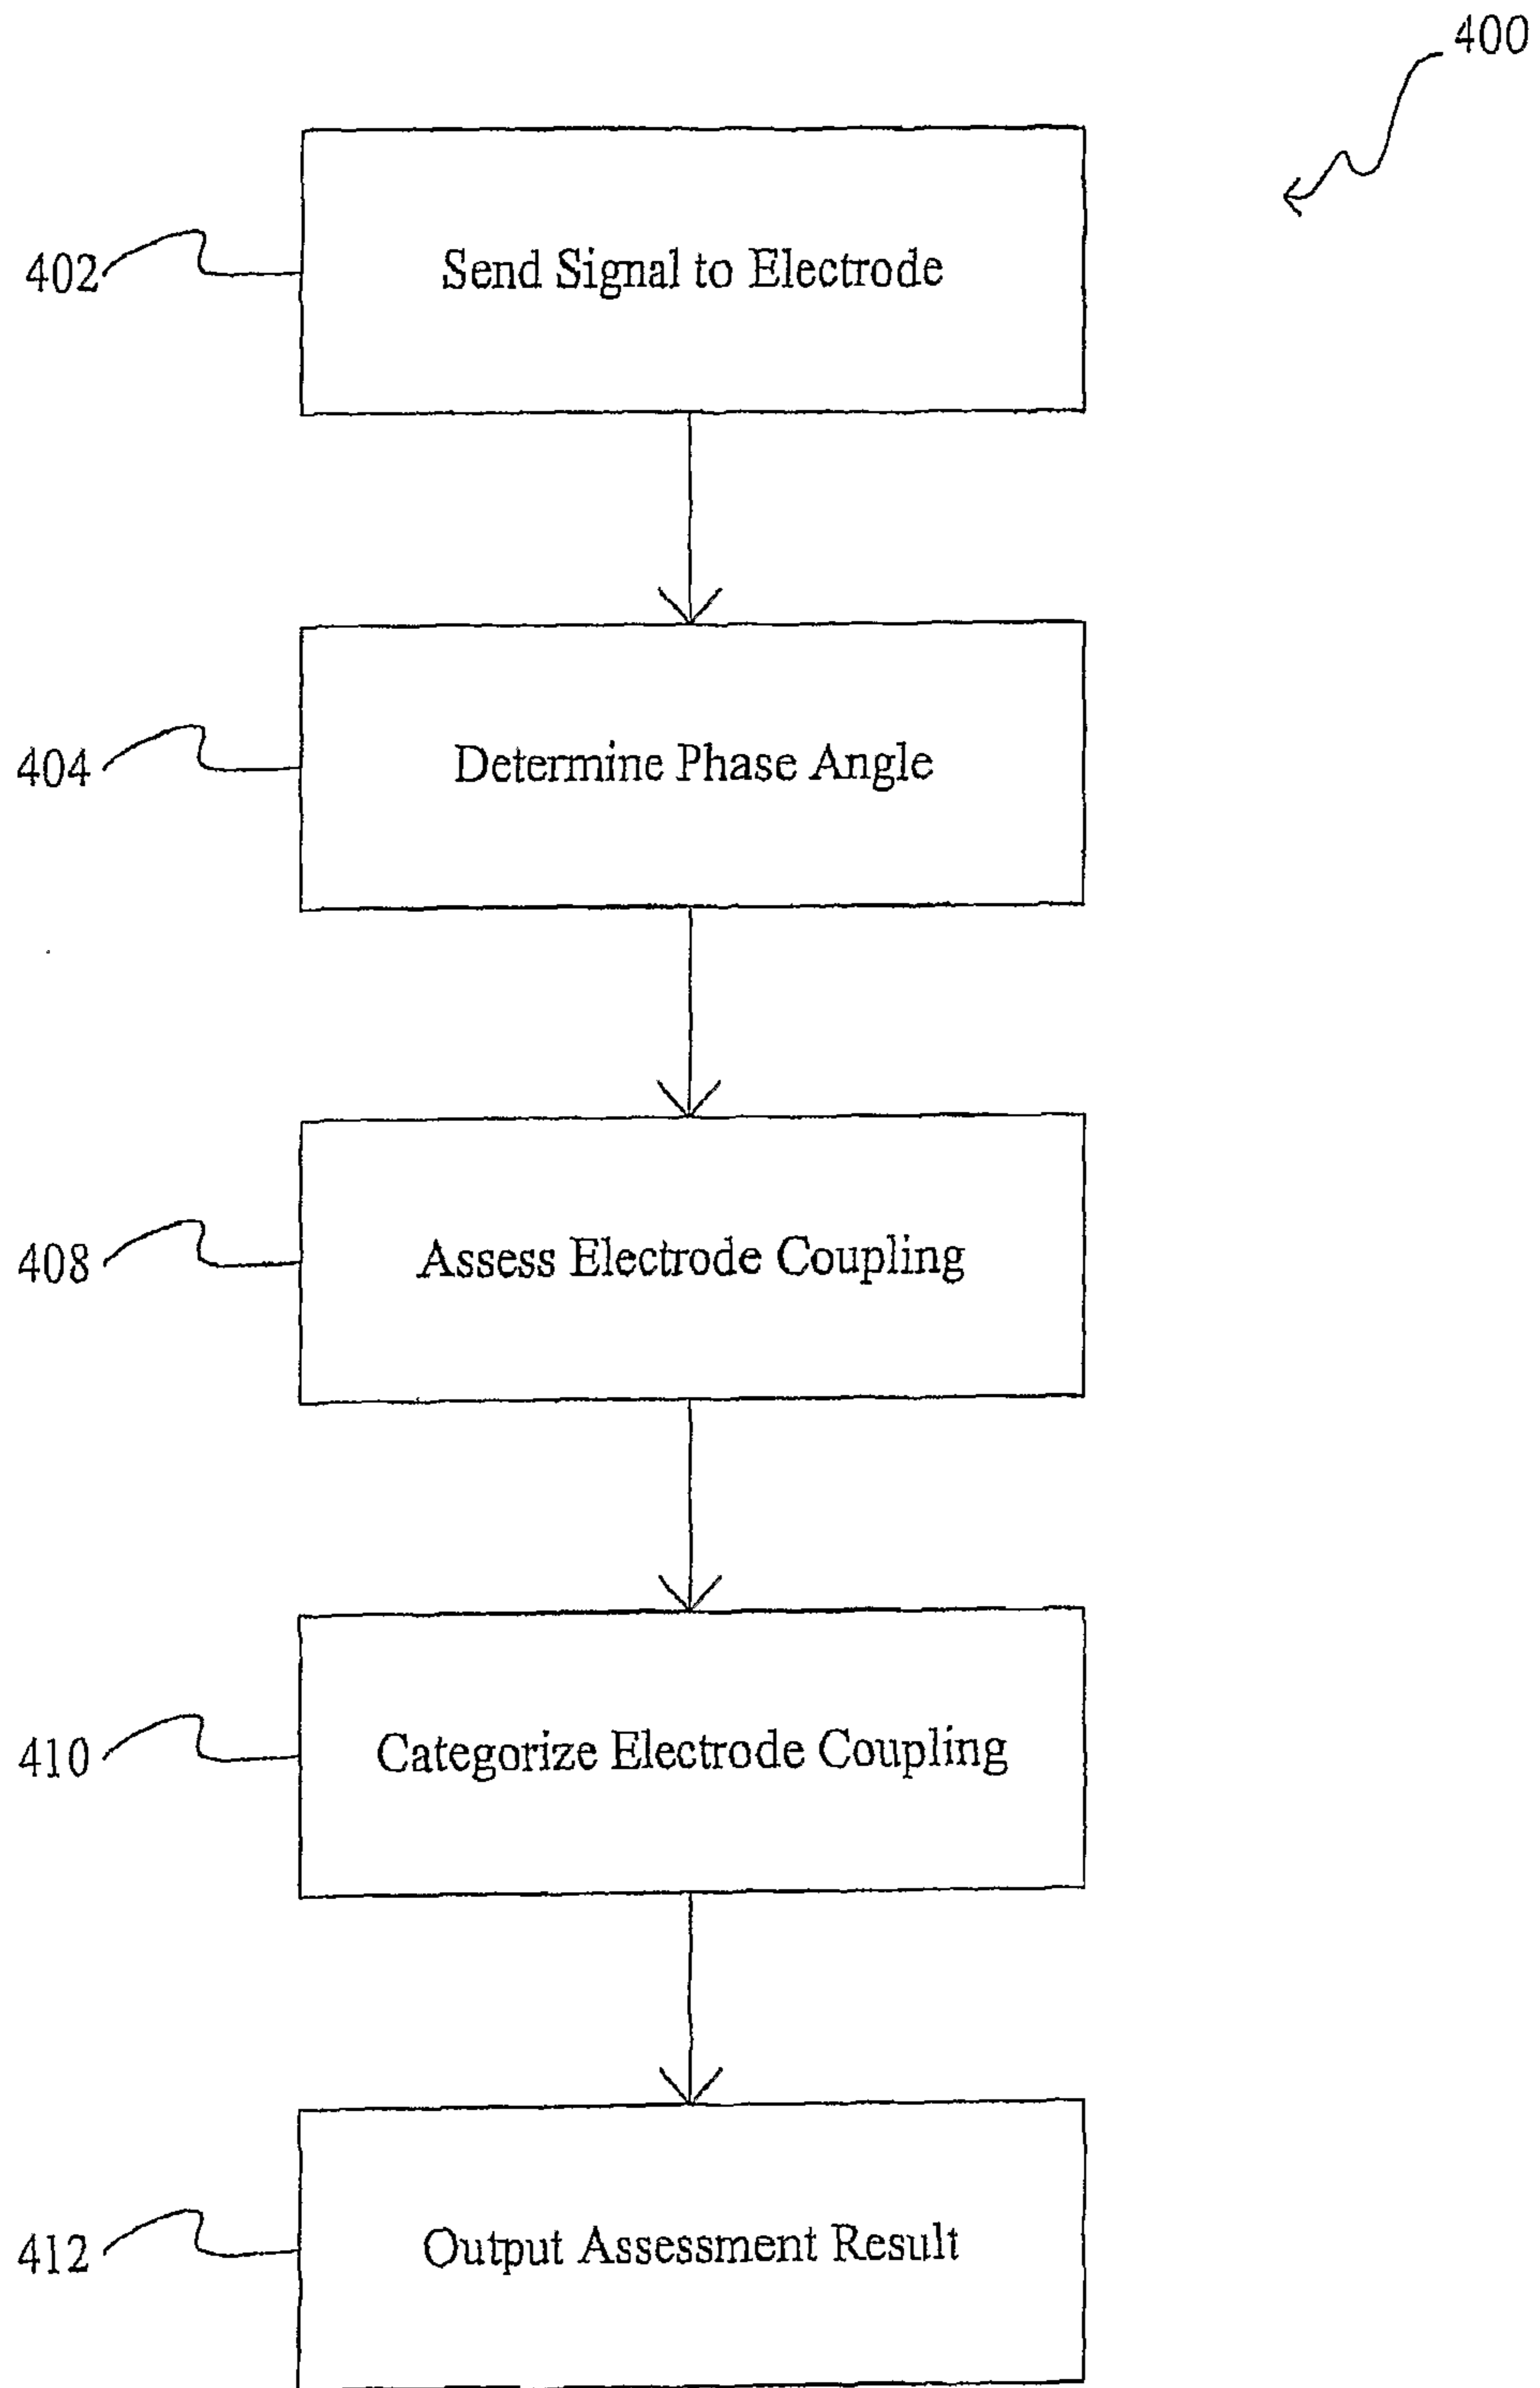 400
402
Send Signal to Electrode
404
Determine Phase Angle
408
Assess Electrode Coupling
410
Categorize Electrode Coupling
412
Output Assessment Result